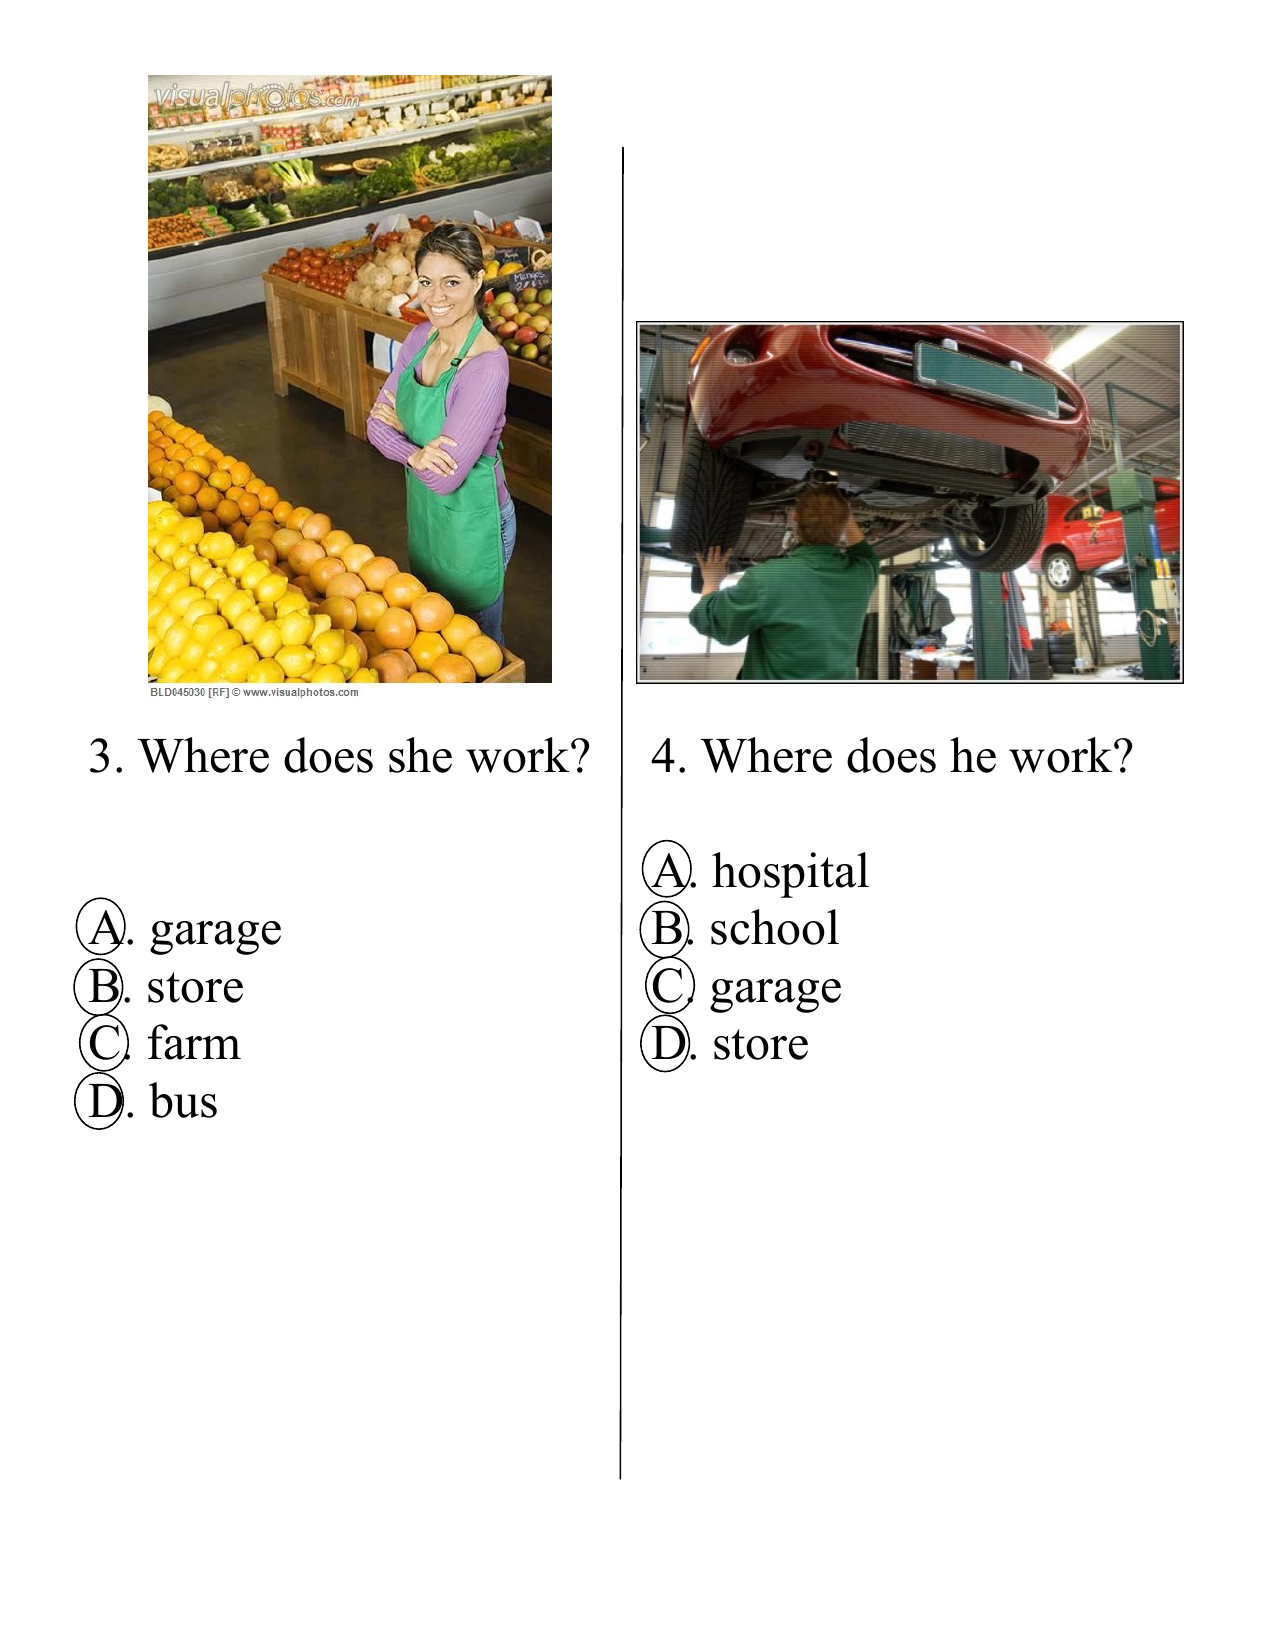 visualphotos.com
Mangos
BLD045030 [RF] © www.visualphotos.com
3. Where does she work?
A. garage
B. store
C. farm
D. bus
4. Where does he work?
A. hospital
B. school
C. garage
D. store